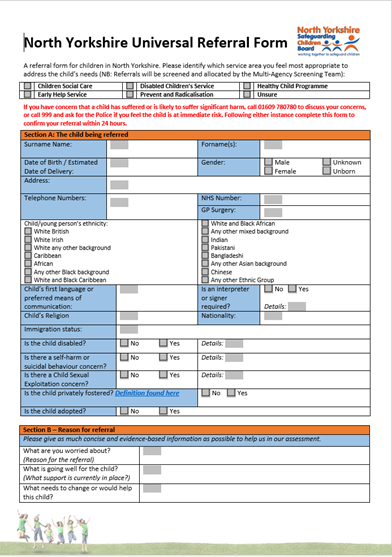 North Yorkshire Universal Referral Form
North Yorkshire
Safeguarding
Children
Board
working together to safeguard children
A referral form for children in North Yorkshire. Please identify which service area you feel most appropriate to
address the child's needs (NB: Referrals will be screened and allocated by the Multi-Agency Screening Team):
Children Social Care Disabled Children's Service Healthy Child Programme
Early Help Service Prevent and Radicalisation Unsure
If you have concern that a child has suffered or is likely to suffer significant harm, call 01609 780780 to discuss your concerns,
or call 999 and ask for the Police if you feel the child is at immediate risk. Following either instance complete this form to
confirm your referral within 24 hours.
Section A: The child being referred
Surname Name: Forname(s):
Date of Birth / Estimated Date of Delivery: Gender: Male Unknown
Female Unborn
Address:
Telephone Numbers: NHS Number:
GP Surgery:
Child/young person's ethnicity:
White British
White Irish
White any other background
Caribbean
African
Any other Black background
White and Black Caribbean
White and Black African
Any other mixed background
Indian
Pakistani
Bangladeshi
Any other Asian background
Chinese
Any other Ethnic Group
Child's first language or
preferred means of
communication:
Is an interpreter
or signer
required?
No Yes
Details:
Child's Religion Nationality:
Immigration status:
Is the child disabled? No Yes Details:
Is there a self-harm or
suicidal behaviour concern?
No Yes Details:
Is there a Child Sexual
Exploitation concern?
No Yes Details:
Is the child privately fostered? Definition found here No Yes
Is the child adopted? No Yes
Section B – Reason for referral
Please give as much concise and evidence-based information as possible to help us in our assessment.
What are you worried about?
(Reason for the referral)
What is going well for the child?
(What support is currently in place?)
What needs to change or would help
this child?